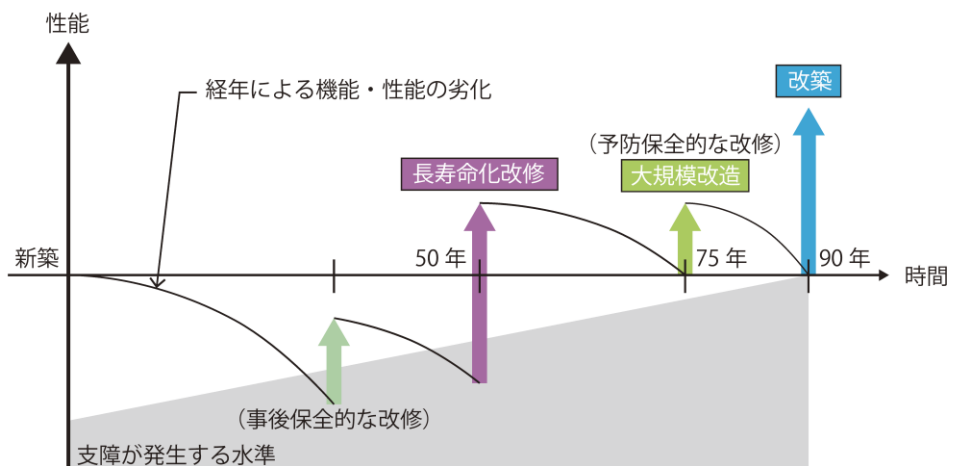 性能
経年による機能・性能の劣化
改築
(予防保全的な改修)
長寿命化改修
大規模改造
新築
50 年
75 年
90 年
時間
(事後保全的な改修)
支障が発生する水準